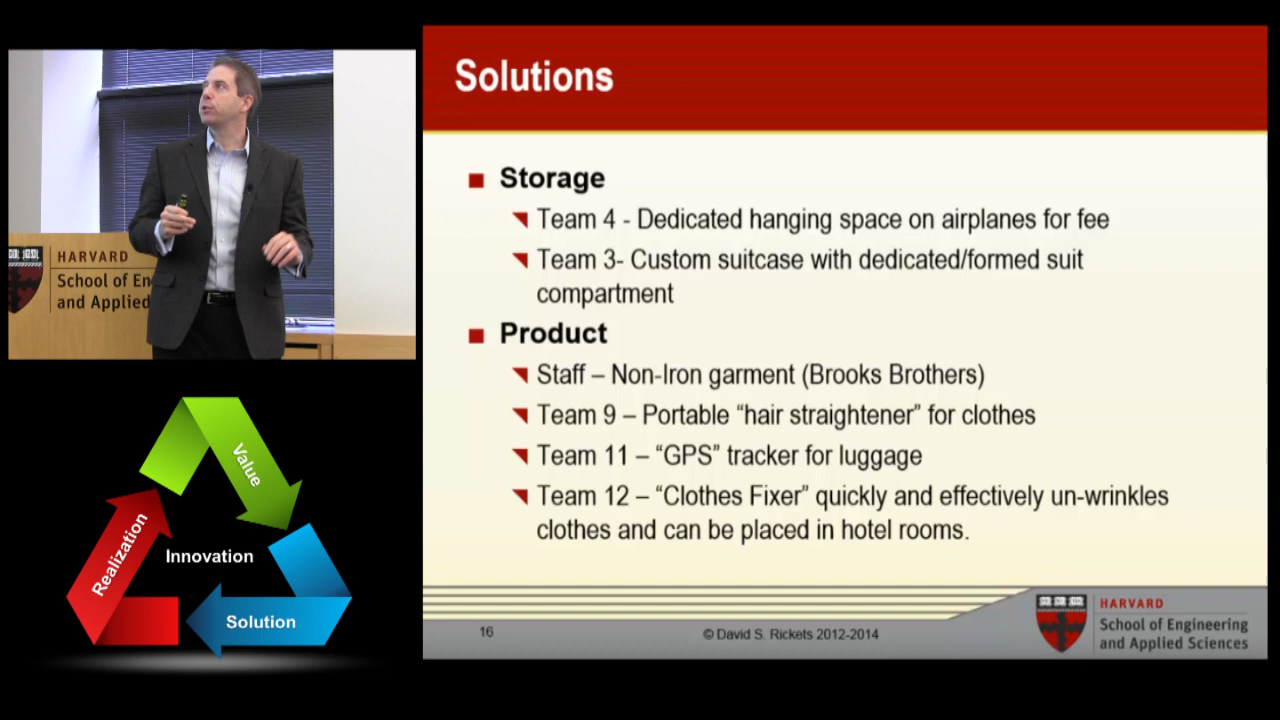 HARVARD
School of En
and Applied
Value
Realization
Innovation
Solution
Solutions
Storage
Team 4 - Dedicated hanging space on airplanes for fee
Team 3- Custom suitcase with dedicated/formed suit
compartment
Product
Staff – Non-Iron garment (Brooks Brothers)
Team 9 – Portable “hair straightener” for clothes
Team 11 – “GPS” tracker for luggage
Team 12 – “Clothes Fixer” quickly and effectively un-wrinkles
clothes and can be placed in hotel rooms.
16
© David S. Rickets 2012-2014
HARVARD
School of Engineering
and Applied Sciences